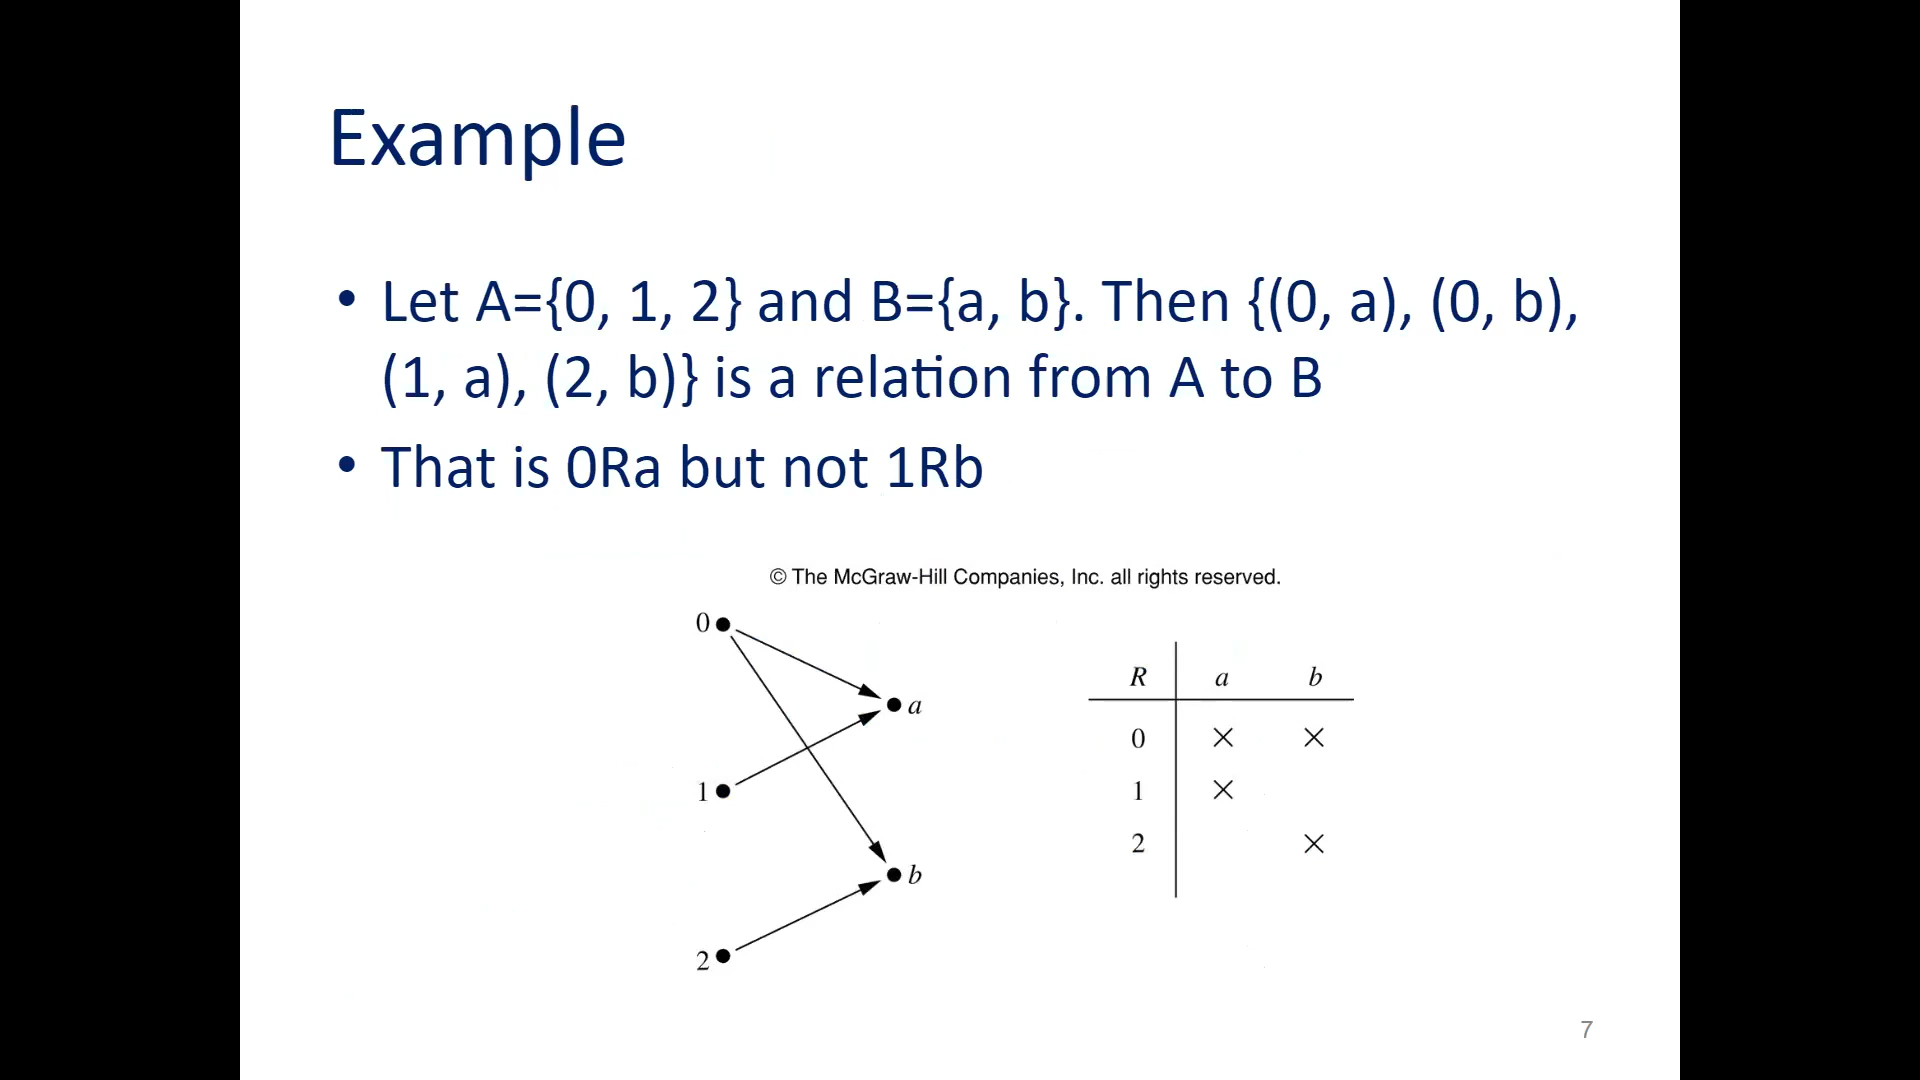 Example
• Let A={0, 1, 2} and B={a, b}. Then {(0, a), (0, b),
(1, a), (2, b)} is a relation from A to B
• That is 0Ra but not 1Rb
© The McGraw-Hill Companies, Inc. all rights reserved.
0
a
1
b
2
R a b
0 × ×
1 ×
2 ×
7